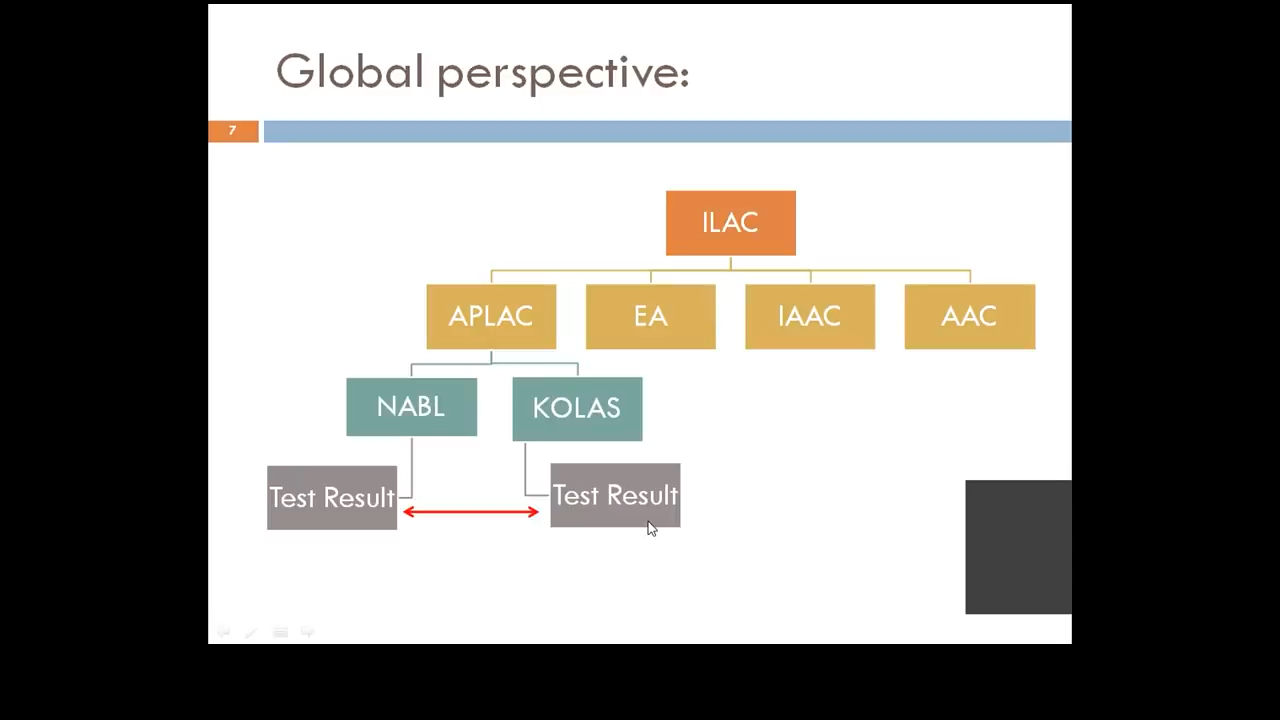 Global perspective:
7
ILAC
APLAC
EA
IAAC
AAC
NABL
KOLAS
Test Result
Test Result